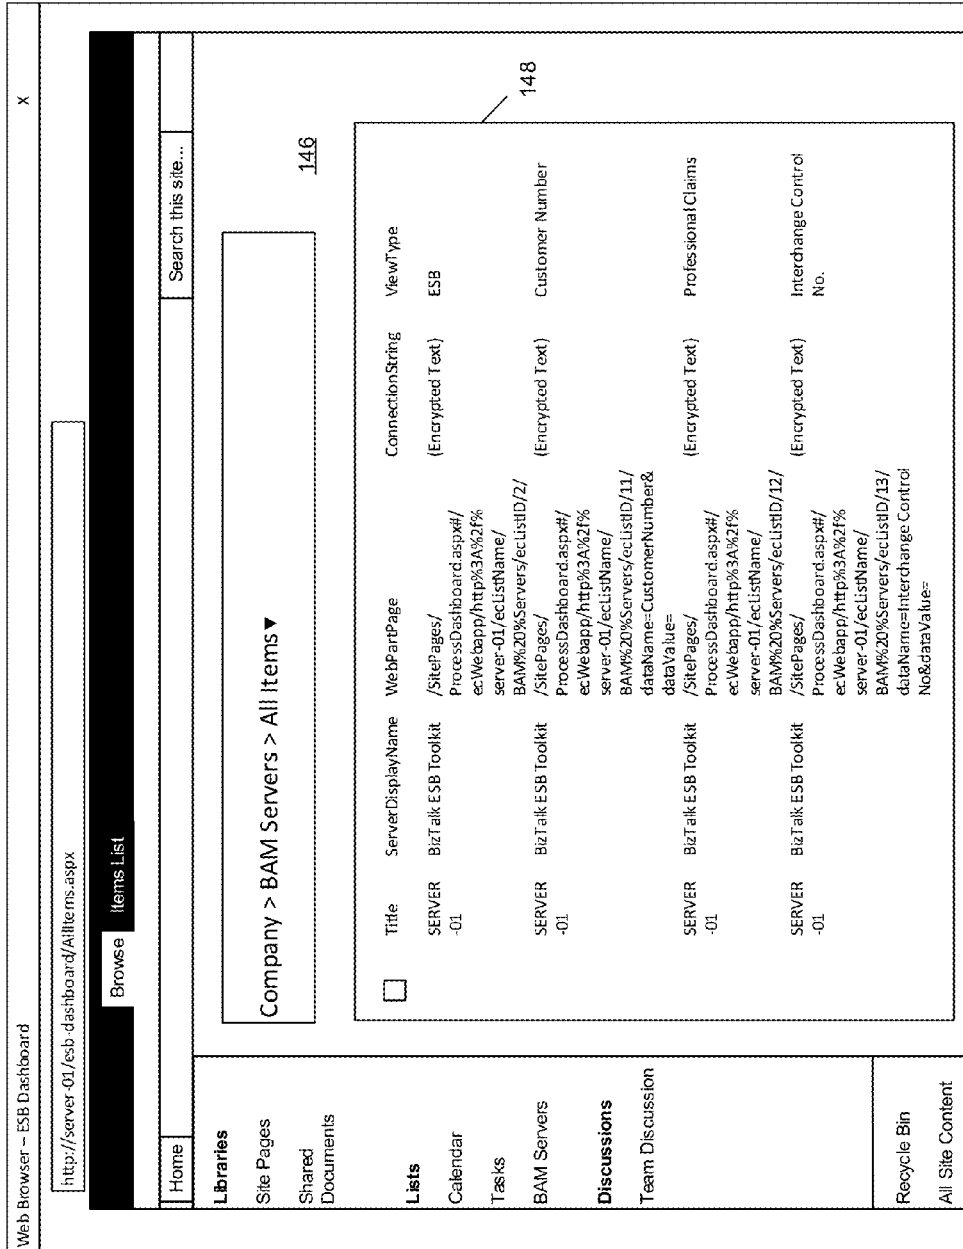 Web Browser – ESB Dashboard X
http://server-01/esb-dashboard/AllItems.aspx
Browse Items List
Home Search this site...
Libraries
Site Pages
Shared
Documents
Lists
Calendar
Tasks
BAM Servers
Discussions
Team Discussion
Recycle Bin
All Site Content
Company > BAM Servers > All Items ▾
146
148
Title ServerDisplayName WebPartPage ConnectionString ViewType
SERVER BizTalk ESB Toolkit /SitePages/ (Encrypted Text) ESB
-01 ProcessDashboard.aspx#/
ecWebapp/http%3A%2f%
server-01/ecListName/
BAM%20%Servers/ecListID/2/
SERVER BizTalk ESB Toolkit /SitePages/ (Encrypted Text) Customer Number
-01 ProcessDashboard.aspx#/
ecWebapp/http%3A%2f%
server-01/ecListName/
BAM%20%Servers/ecListID/11/
dataName=CustomerNumber&
dataValue=
SERVER BizTalk ESB Toolkit /SitePages/ (Encrypted Text) Professional Claims
-01 ProcessDashboard.aspx#/
ecWebapp/http%3A%2f%
server-01/ecListName/
BAM%20%Servers/ecListID/12/
SERVER BizTalk ESB Toolkit /SitePages/ (Encrypted Text) Interchange Control
-01 ProcessDashboard.aspx#/ No.
ecWebapp/http%3A%2f%
server-01/ecListName/
BAM%20%Servers/ecListID/13/
dataName=Interchange Control
No&dataValue=